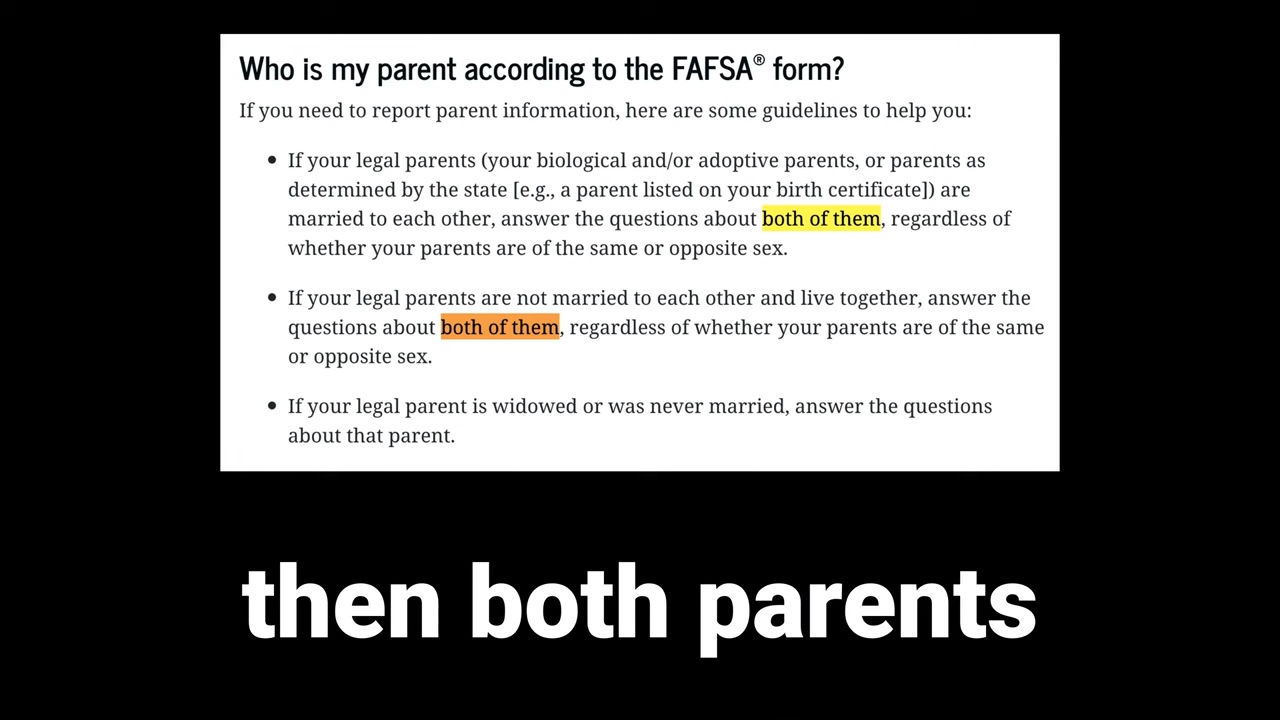 Who is my parent according to the FAFSA® form?
If you need to report parent information, here are some guidelines to help you:
• If your legal parents (your biological and/or adoptive parents, or parents as
determined by the state [e.g., a parent listed on your birth certificate]) are
married to each other, answer the questions about both of them, regardless of
whether your parents are of the same or opposite sex.
• If your legal parents are not married to each other and live together, answer the
questions about both of them, regardless of whether your parents are of the same
or opposite sex.
• If your legal parent is widowed or was never married, answer the questions
about that parent.
then both parents